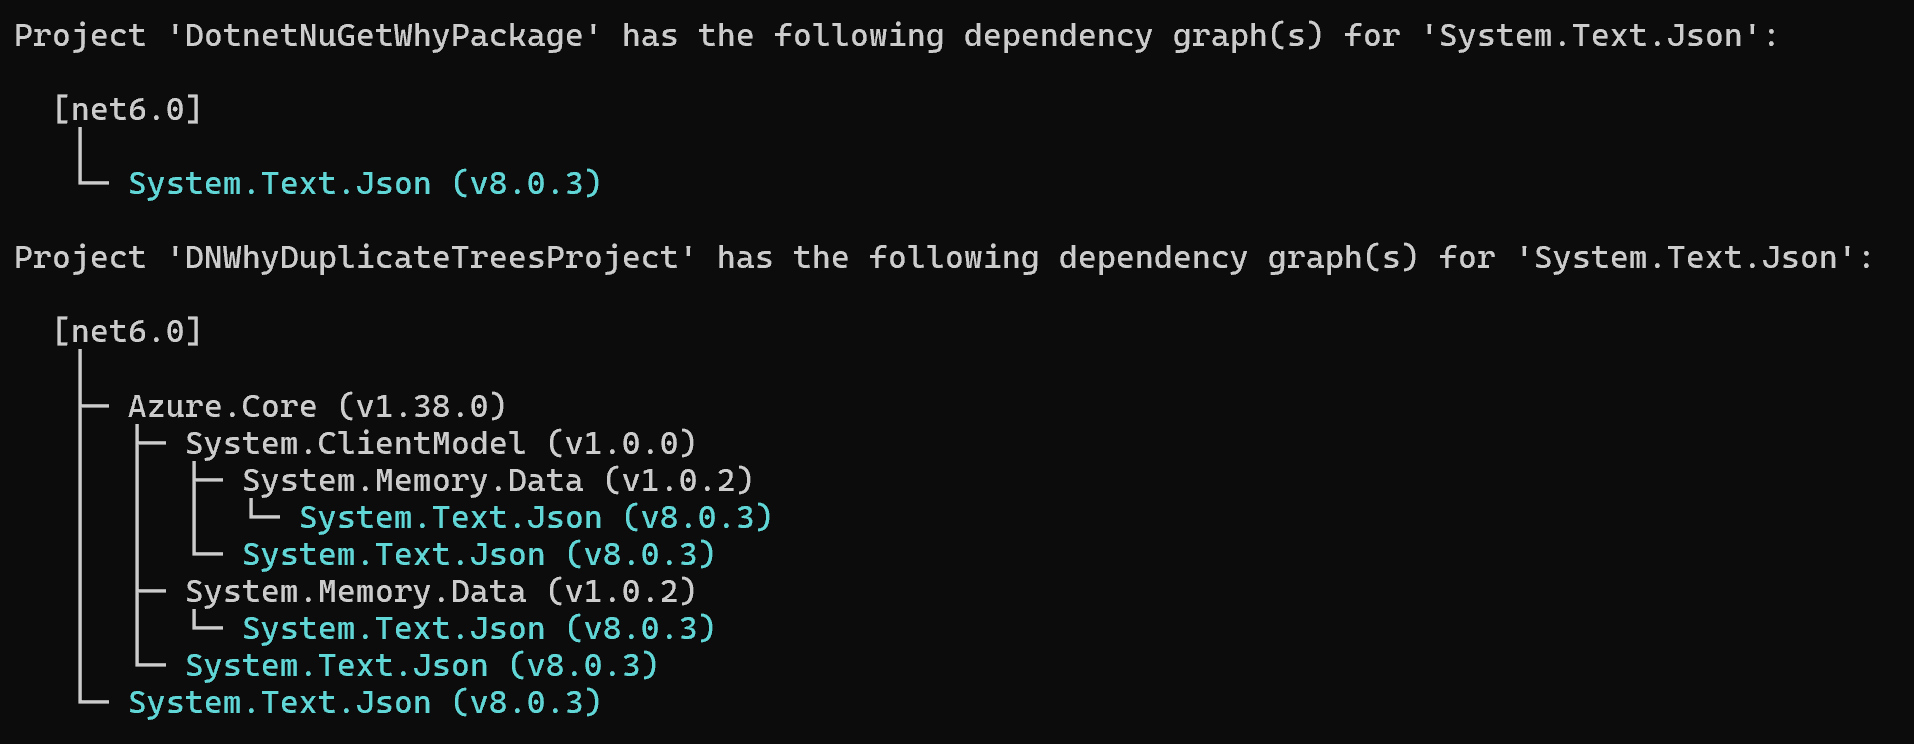 Project 'DotnetNuGetWhyPackage' has the following dependency graph(s) for 'System.Text.Json':
[net6.0]
System.Text.Json (v8.0.3)
Project 'DNWhyDuplicateTreesProject' has the following dependency graph(s) for 'System.Text.Json':
[net6.0]
Azure.Core (v1.38.0)
System.ClientModel (v1.0.0)
System.Memory.Data (v1.0.2)
System.Text.Json (v8.0.3)
System.Text.Json (v8.0.3)
System.Memory.Data (v1.0.2)
System.Text.Json (v8.0.3)
System.Text.Json (v8.0.3)
System.Text.Json (v8.0.3)